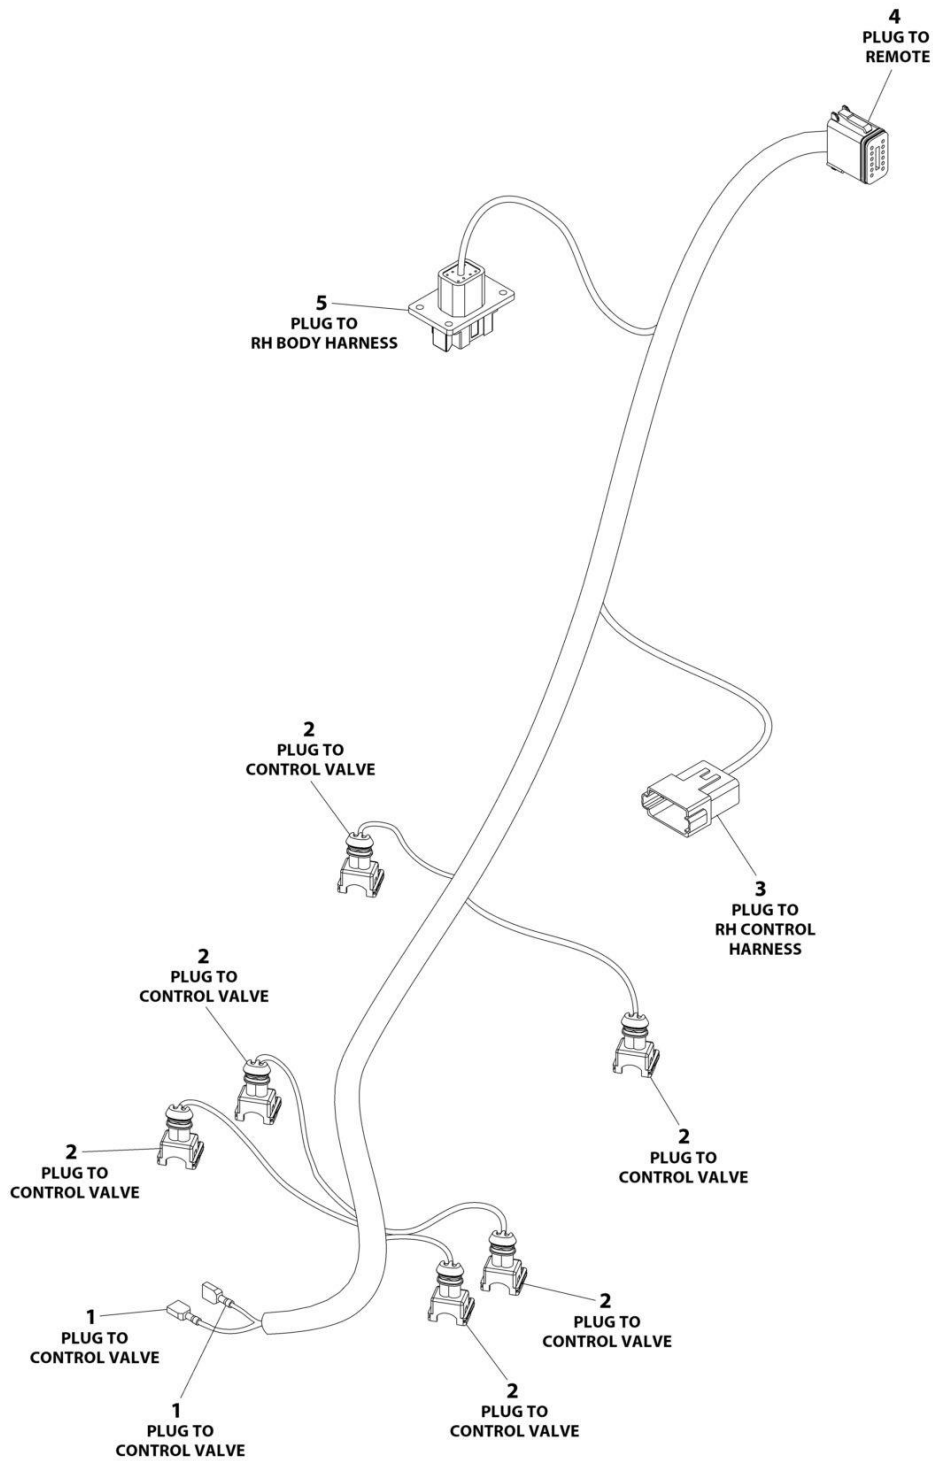 4
PLUG TO
REMOTE
5
PLUG TO
RH BODY HARNESS
2
PLUG TO
CONTROL VALVE
3
PLUG TO
RH CONTROL
HARNESS
2
PLUG TO
CONTROL VALVE
2
PLUG TO
CONTROL VALVE
2
PLUG TO
CONTROL VALVE
1
PLUG TO
CONTROL VALVE
2
PLUG TO
CONTROL VALVE
1
PLUG TO
CONTROL VALVE
2
PLUG TO
CONTROL VALVE